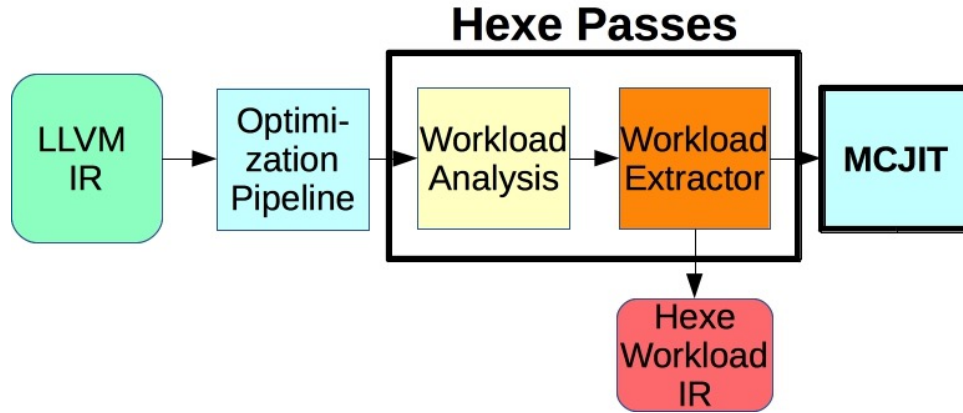 Hexe Passes
LLVM
IR
Optimi-
zation
Pipeline
Workload
Analysis
Workload
Extractor
MCJIT
Hexe
Workload
IR